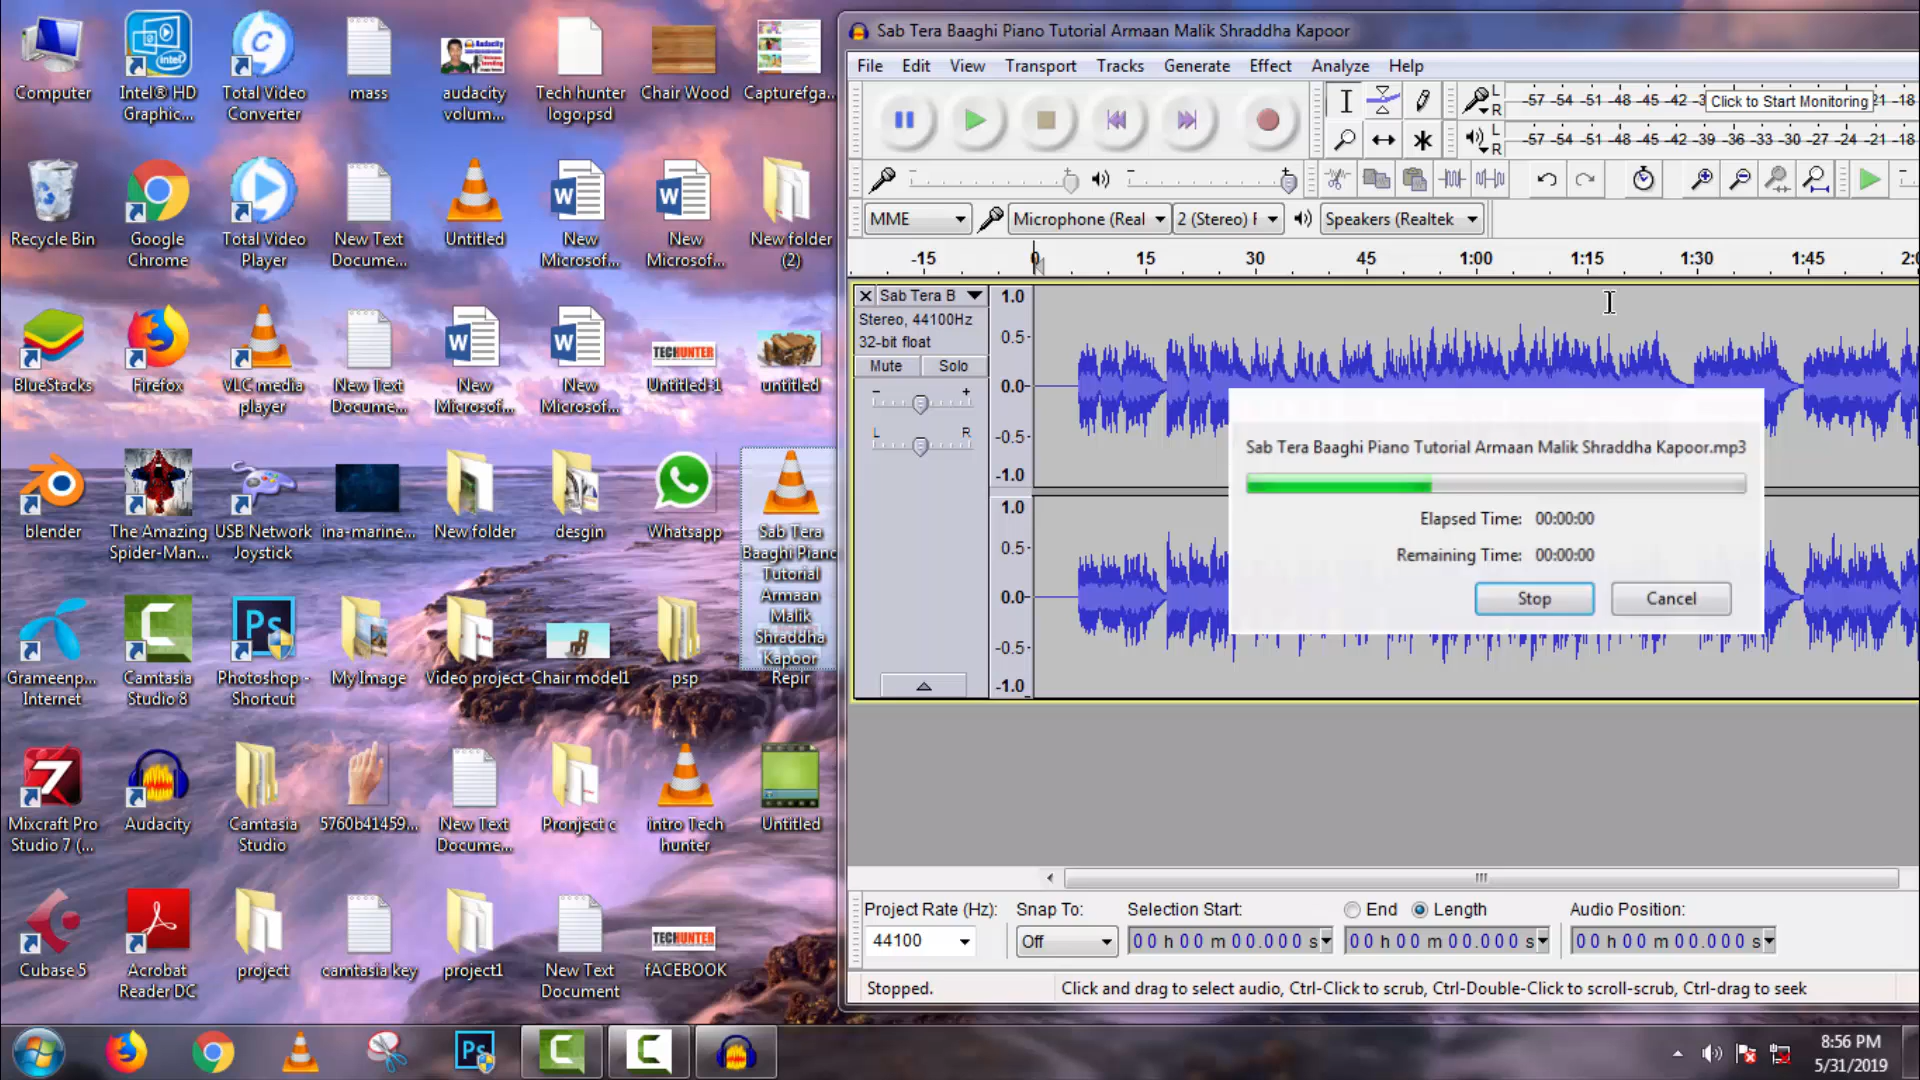 Computer
Intel® HD
Graphic...
Total Video
Converter
mass
audacity
volum...
Tech hunter
logo.psd
Chair Wood
Capturefga...
Recycle Bin
Google
Chrome
Total Video
Player
New Text
Docume...
Untitled
New
Microsof...
New
Microsof...
New folder
(2)
BlueStacks
Firefox
VLC media
player
New Text
Docume...
New
Microsof...
New
Microsof...
TECHUNTER
Untitled-1
untitled
blender
The Amazing
Spider-Man...
USB Network
Joystick
ina-marine...
New folder
desgin
Whatsapp
Sab Tera
Baaghi Piano
Tutorial
Armaan
Malik
Shraddha
Kapoor
Repir
Grameenp...
Internet
Camtasia
Studio 8
Photoshop -
Shortcut
My Image
Video project
Chair model1
psp
Mixcraft Pro
Studio 7 (...
Audacity
Camtasia
Studio
5760b41459...
New Text
Docume...
Pronject c
intro Tech
hunter
Untitled
Cubase 5
Acrobat
Reader DC
project
camtasia key
project1
New Text
Document
TECHUNTER
fACEBOOK
Sab Tera Baaghi Piano Tutorial Armaan Malik Shraddha Kapoor
File Edit View Transport Tracks Generate Effect Analyze Help
L
R
-57 -54 -51 -48 -45 -42 -3 Click to Start Monitoring 21 -18
L
R
-57 -54 -51 -48 -45 -42 -39 -36 -33 -30 -27 -24 -21 -18
MME Microphone (Real 2 (Stereo) Speakers (Realtek
-15 0 15 30 45 1:00 1:15 1:30 1:45 2:0
Sab Tera B
Stereo, 44100Hz
32-bit float
Mute Solo
- +
L R
1.0
0.5
0.0
-0.5
-1.0
1.0
0.5
0.0
-0.5
-1.0
Sab Tera Baaghi Piano Tutorial Armaan Malik Shraddha Kapoor.mp3
Elapsed Time: 00:00:00
Remaining Time: 00:00:00
Stop Cancel
Project Rate (Hz): Snap To: Selection Start: End Length Audio Position:
44100 Off 00 h 00 m 00.000 s 00 h 00 m 00.000 s 00 h 00 m 00.000 s
Stopped. Click and drag to select audio, Ctrl-Click to scrub, Ctrl-Double-Click to scroll-scrub, Ctrl-drag to seek
8:56 PM
5/31/2019